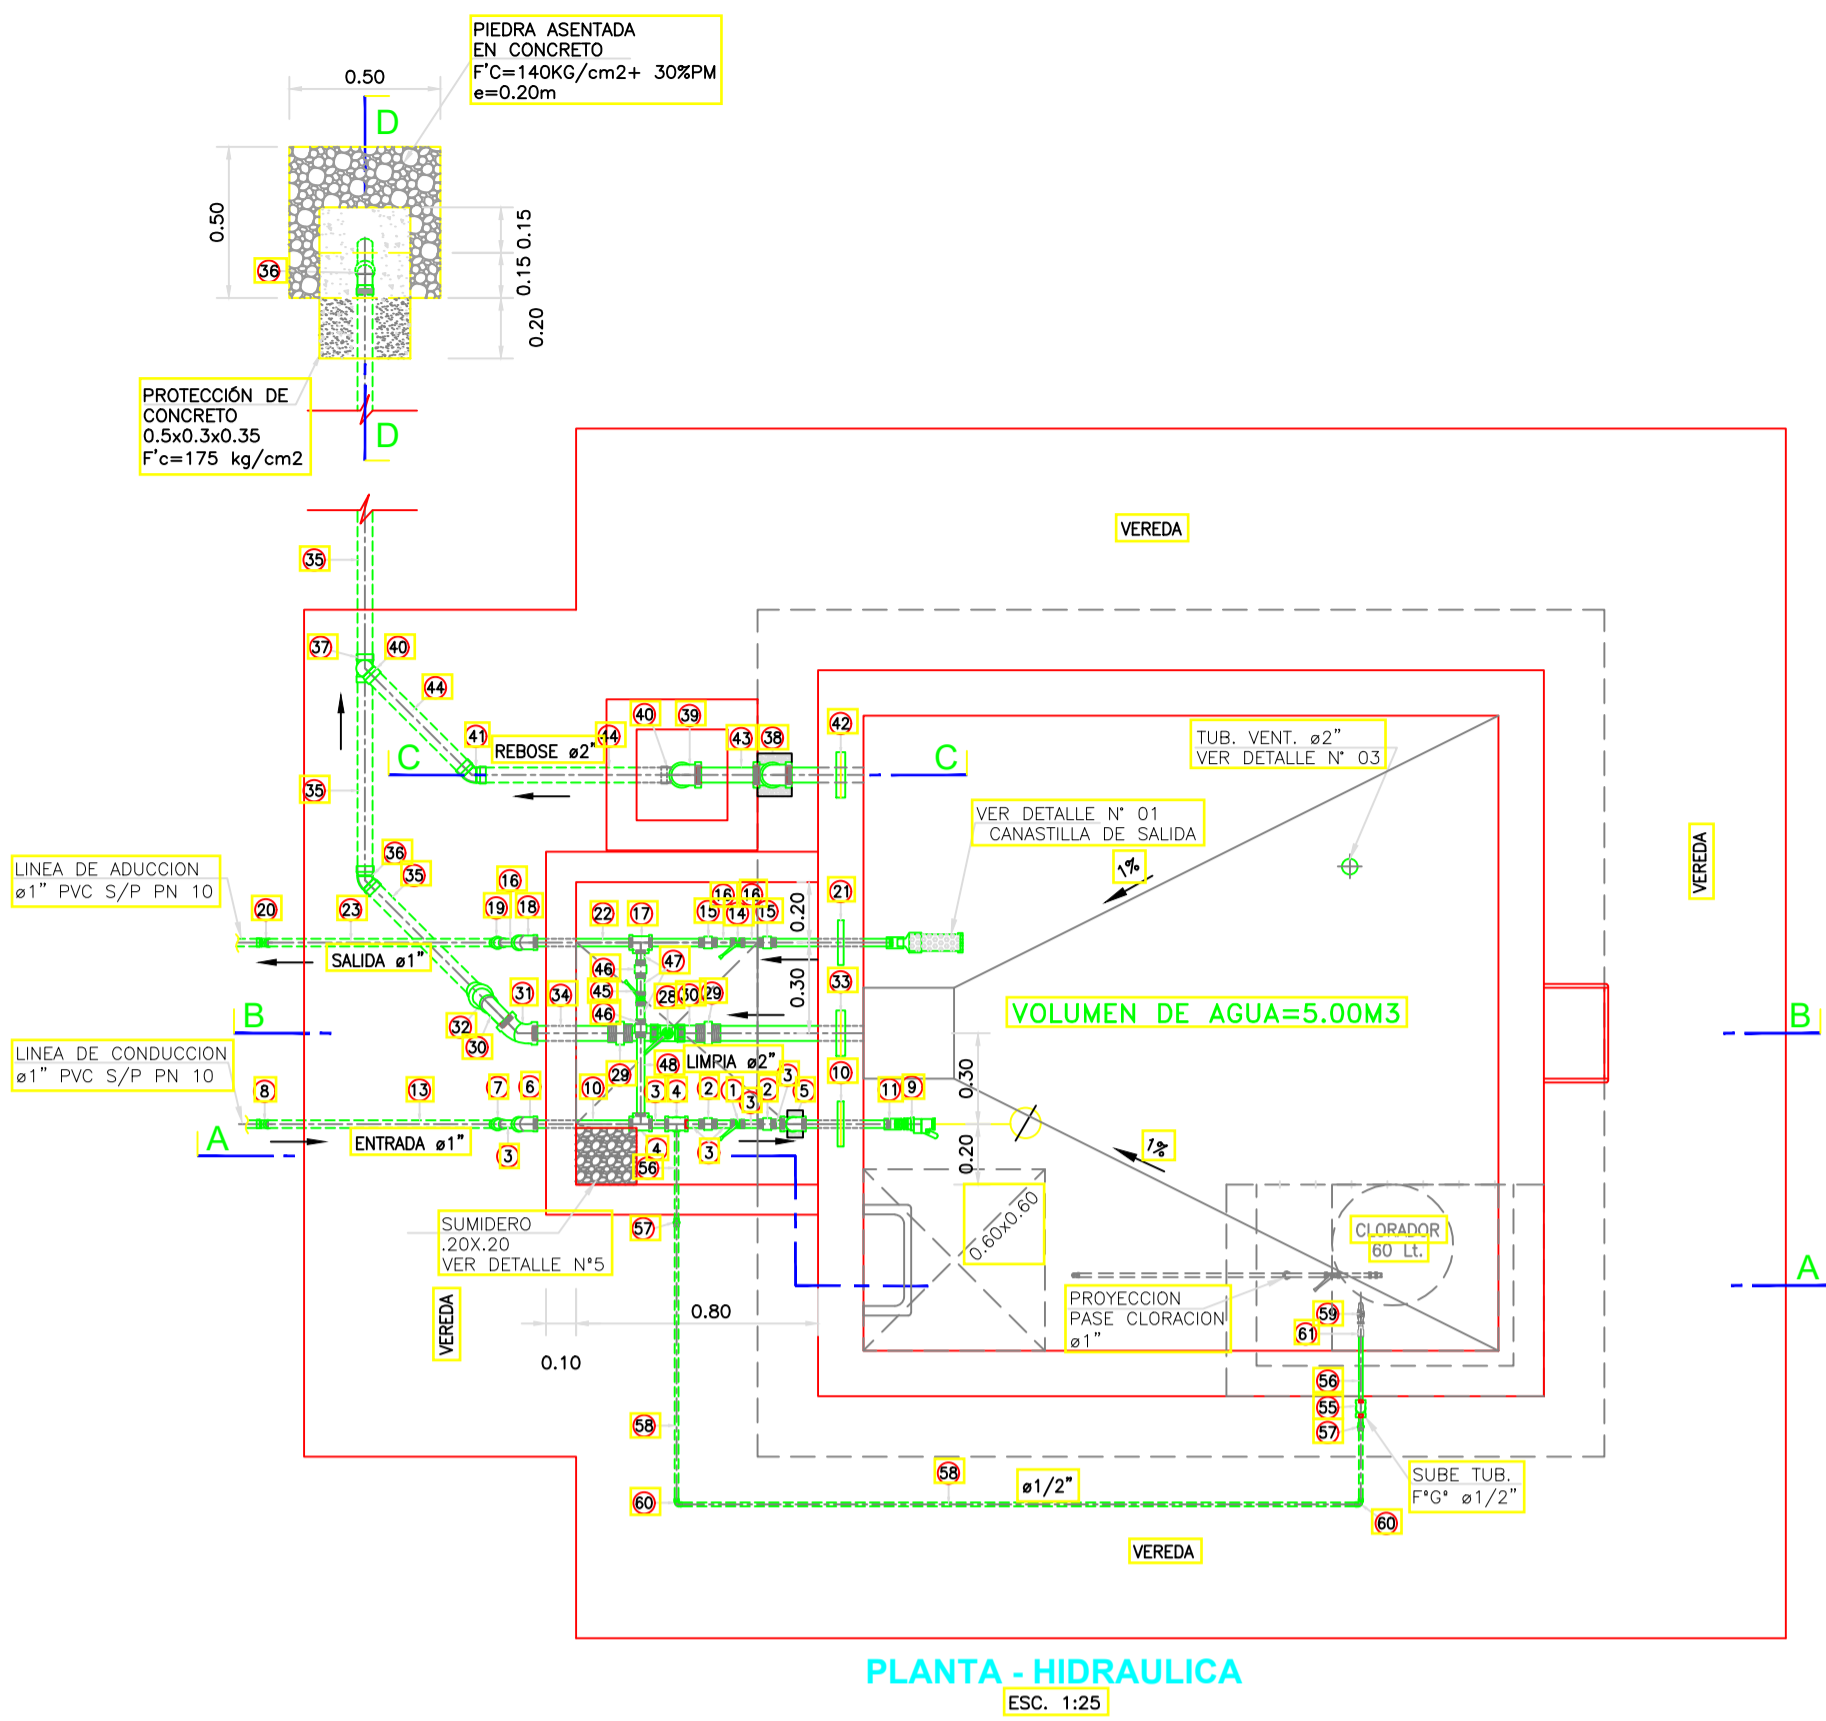 PIEDRA ASENTADA
EN CONCRETO
F'C=140KG/cm2+ 30%PM
e=0.20m
0.50
D
0.50
0.15
0.15
0.20
36
PROTECCIÓN DE
CONCRETO
0.5x0.3x0.35
F'c=175 kg/cm2
D
VEREDA
35
37
40
44
41
REBOSE ø2"
44
40
39
43
38
42
C
C
TUB. VENT. ø2"
VER DETALLE N° 03
35
VER DETALLE N° 01
CANASTILLA DE SALIDA
1%
VEREDA
LINEA DE ADUCCION
ø1" PVC S/P PN 10
36
35
20
23
16
19
18
22
17
15
16
14
16
15
21
0.20
SALIDA ø1"
46
47
45
46
28
30
29
0.30
33
31
34
32
30
B
VOLUMEN DE AGUA=5.00M3
B
LINEA DE CONDUCCION
ø1" PVC S/P PN 10
29
48
LIMPIA ø2"
0.30
8
13
7
6
10
3
4
2
1
3
2
3
5
10
11
9
A
ENTRADA ø1"
3
4
3
56
0.20
1%
57
SUMIDERO
.20X.20
VER DETALLE N°5
0.60x0.60
CLORADOR
60 Lt.
A
VEREDA
0.80
0.10
PROYECCION
PASE CLORACION
ø1"
59
61
56
55
57
58
58
ø1/2"
60
60
SUBE TUB.
F°G° ø1/2"
VEREDA
PLANTA - HIDRAULICA
ESC. 1:25